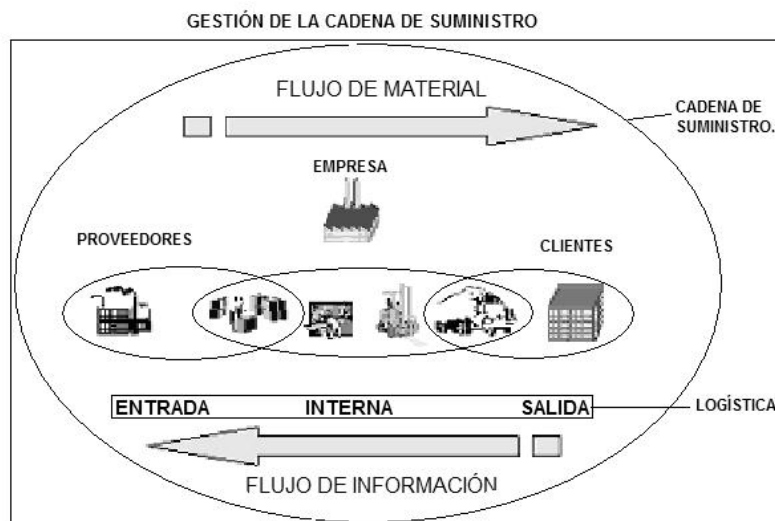 GESTIÓN DE LA CADENA DE SUMINISTRO
FLUJO DE MATERIAL
CADENA DE
SUMINISTRO.
EMPRESA
PROVEEDORES
CLIENTES
ENTRADA INTERNA SALIDA
LOGÍSTICA
FLUJO DE INFORMACIÓN